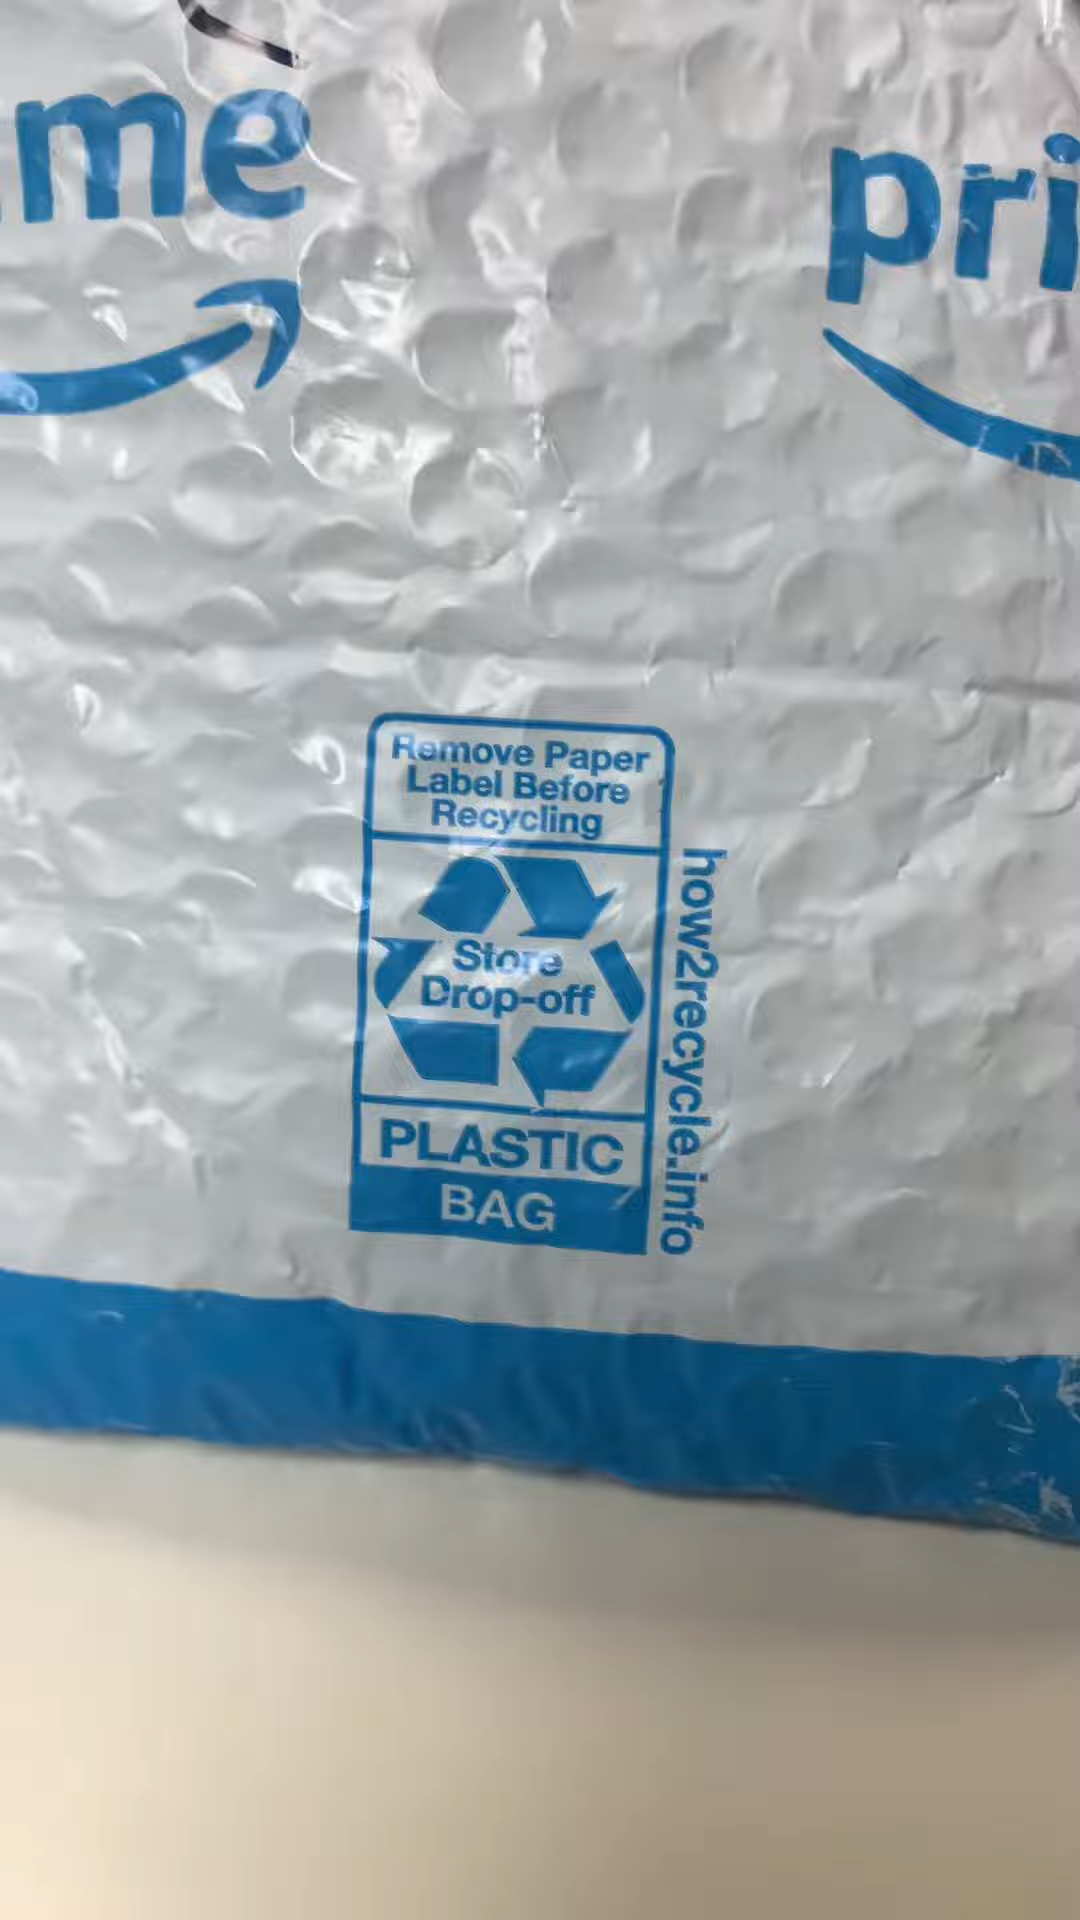 me
pri
Remove Paper
Label Before
Recycling
Store
Drop-off
PLASTIC
BAG
how2recycle.info